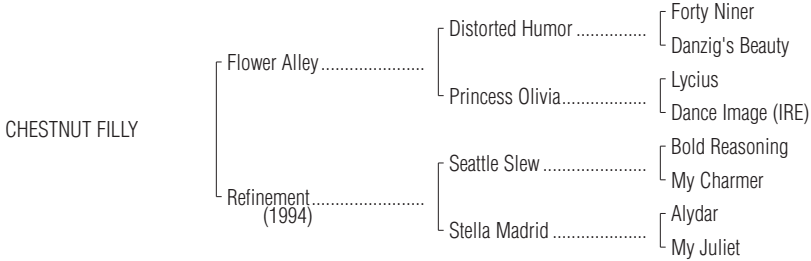 Forty Niner
Distorted Humor ...............
Danzig's Beauty
Flower Alley......................
Lycius
Princess Olivia..................
Dance Image (IRE)
CHESTNUT FILLY
Bold Reasoning
Seattle Slew ......................
My Charmer
Refinement........................
(1994)
Alydar
Stella Madrid ....................
My Juliet